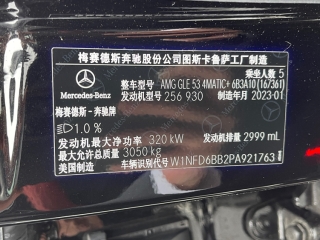 梅赛德斯奔驰股份公司图斯卡鲁萨工厂制造
乘坐人数 5
Mercedes-Benz
整车型号 AMG GLE 53 4MATIC+ 6B3A10 (167361)
发动机型号 256 930
制造年月 2023-01
梅赛德斯-奔驰牌
1.0 %
发动机最大净功率 320 kW
发动机排量 2999 mL
最大允许总质量 3050 kg
美国制造
车辆识别代号 W1NFD6BB2PA921763